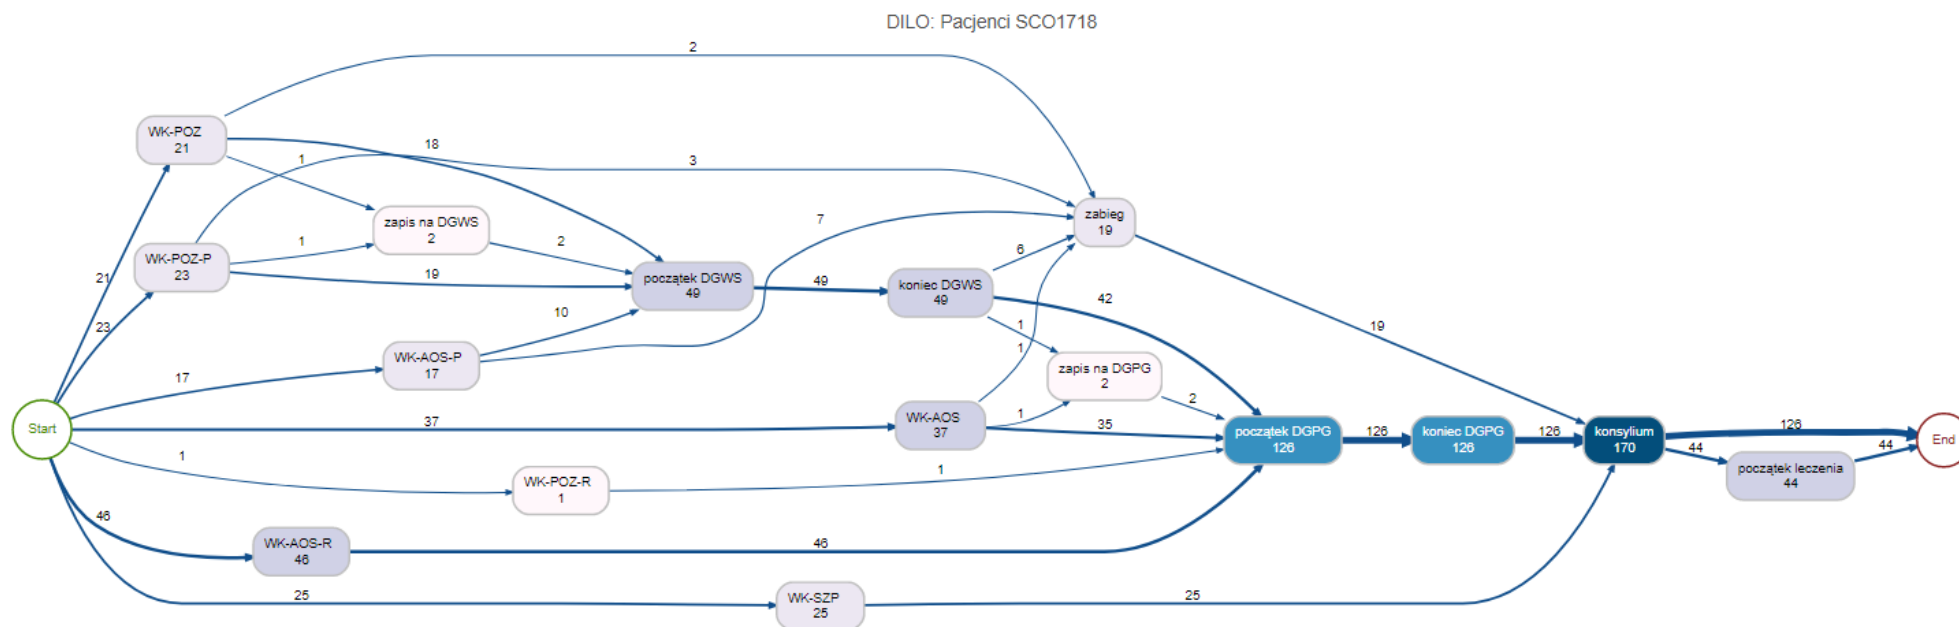 DILO: Pacjenci SCO1718
2
WK-POZ
21
18
1
3
zapis na DGWS
2
7
zabieg
19
1
2
6
WK-POZ-P
23
19
początek DGWS
49
49
koniec DGWS
49
42
21
10
1
19
23
1
WK-AOS-P
17
17
zapis na DGPG
2
2
WK-AOS
37
1
35
Start
37
początek DGPG
126
126
koniec DGPG
126
126
konsylium
170
126
End
44
44
początek leczenia
44
1
1
WK-POZ-R
1
46
WK-AOS-R
46
46
25
WK-SZP
25
25